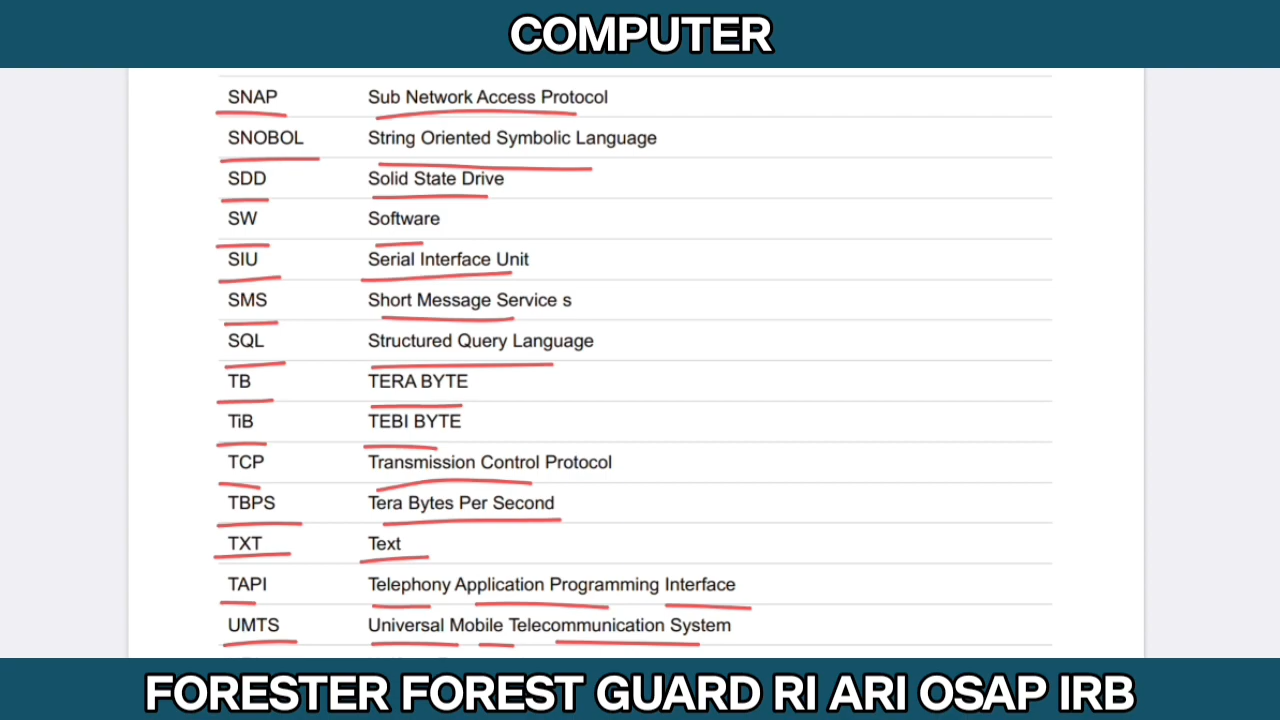 COMPUTER
SNAP Sub Network Access Protocol
SNOBOL String Oriented Symbolic Language
SDD Solid State Drive
SW Software
SIU Serial Interface Unit
SMS Short Message Service s
SQL Structured Query Language
TB TERA BYTE
TiB TEBI BYTE
TCP Transmission Control Protocol
TBPS Tera Bytes Per Second
TXT Text
TAPI Telephony Application Programming Interface
UMTS Universal Mobile Telecommunication System
FORESTER FOREST GUARD RI ARI OSAP IRB